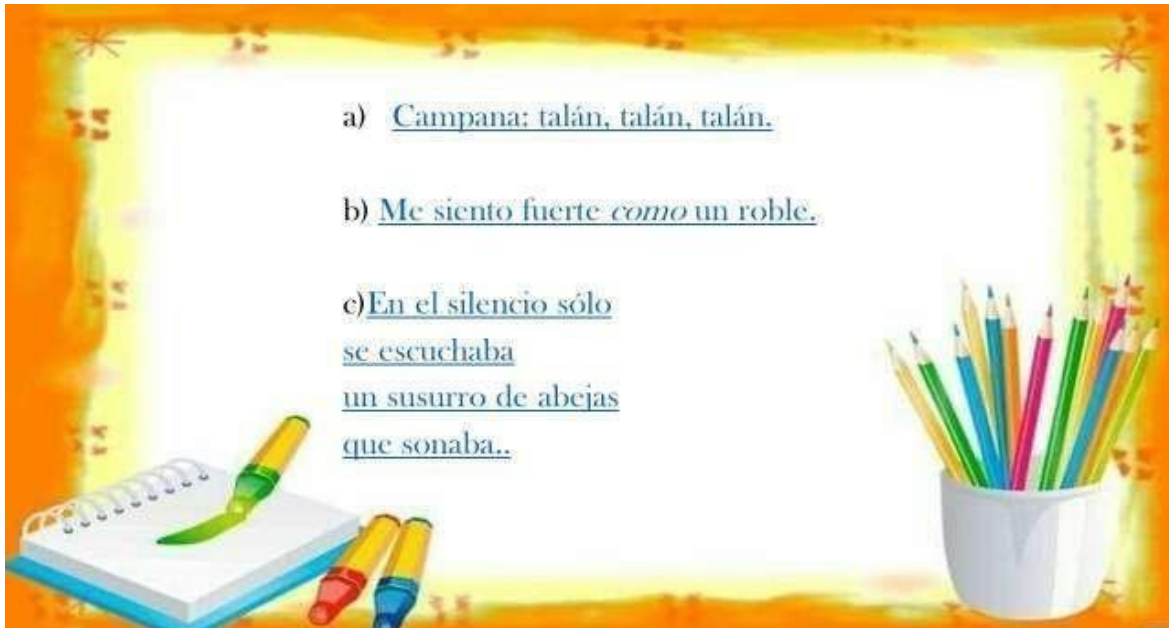 a) Campana: talán, talán, talán.
b) Me siento fuerte como un roble.
c)En el silencio sólo
se escuchaba
un susurro de abejas
que sonaba..